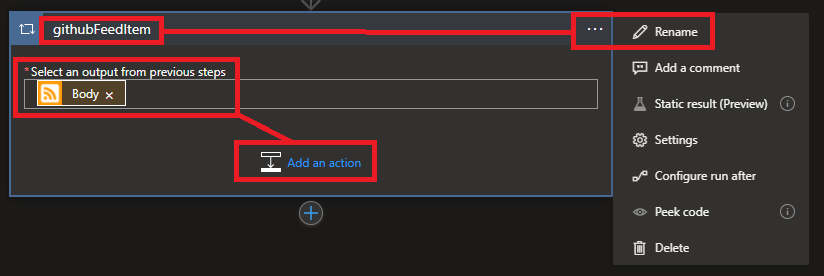 githubFeedItem
...
*Select an output from previous steps
Body ×
Add an action
Rename
Add a comment
Static result (Preview)
Settings
Configure run after
Peek code
Delete